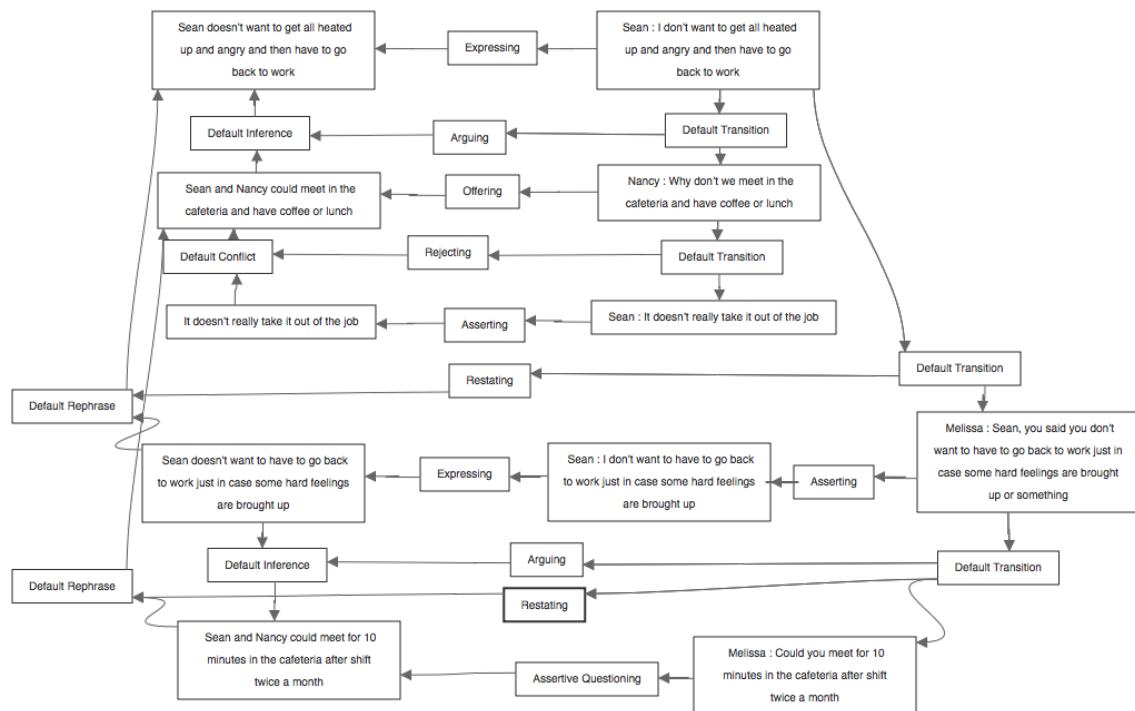 Sean doesn't want to get all heated
up and angry and then have to go
back to work
Expressing
Sean : I don't want to get all heated
up and angry and then have to go
back to work
Default Inference
Arguing
Default Transition
Sean and Nancy could meet in the
cafeteria and have coffee or lunch
Offering
Nancy : Why don't we meet in the
cafeteria and have coffee or lunch
Default Conflict
Rejecting
Default Transition
It doesn't really take it out of the job
Asserting
Sean : It doesn't really take it out of the job
Default Transition
Restating
Default Rephrase
Melissa : Sean, you said you don't
want to have to go back to work just in
case some hard feelings are brought
up or something
Sean doesn't want to have to go back
to work just in case some hard feelings
are brought up
Expressing
Sean : I don't want to have to go back
to work just in case some hard feelings
are brought up
Asserting
Default Inference
Arguing
Default Transition
Default Rephrase
Restating
Sean and Nancy could meet for 10
minutes in the cafeteria after shift
twice a month
Assertive Questioning
Melissa : Could you meet for 10
minutes in the cafeteria after shift
twice a month